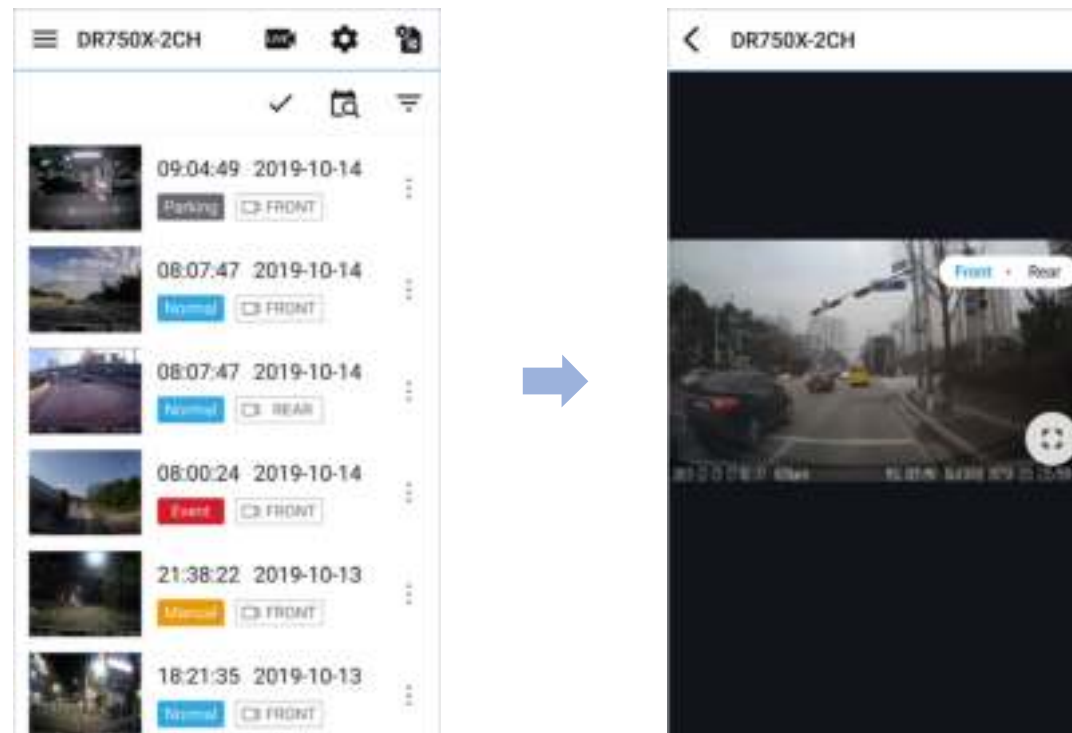 DR750X-2CH
LIVE
09:04:49 2019-10-14
Parking FRONT
08:07:47 2019-10-14
Normal FRONT
08:07:47 2019-10-14
Normal REAR
08:00:24 2019-10-14
Event FRONT
21:38:22 2019-10-13
Manual FRONT
18:21:35 2019-10-13
Normal FRONT
DR750X-2CH
Front • Rear